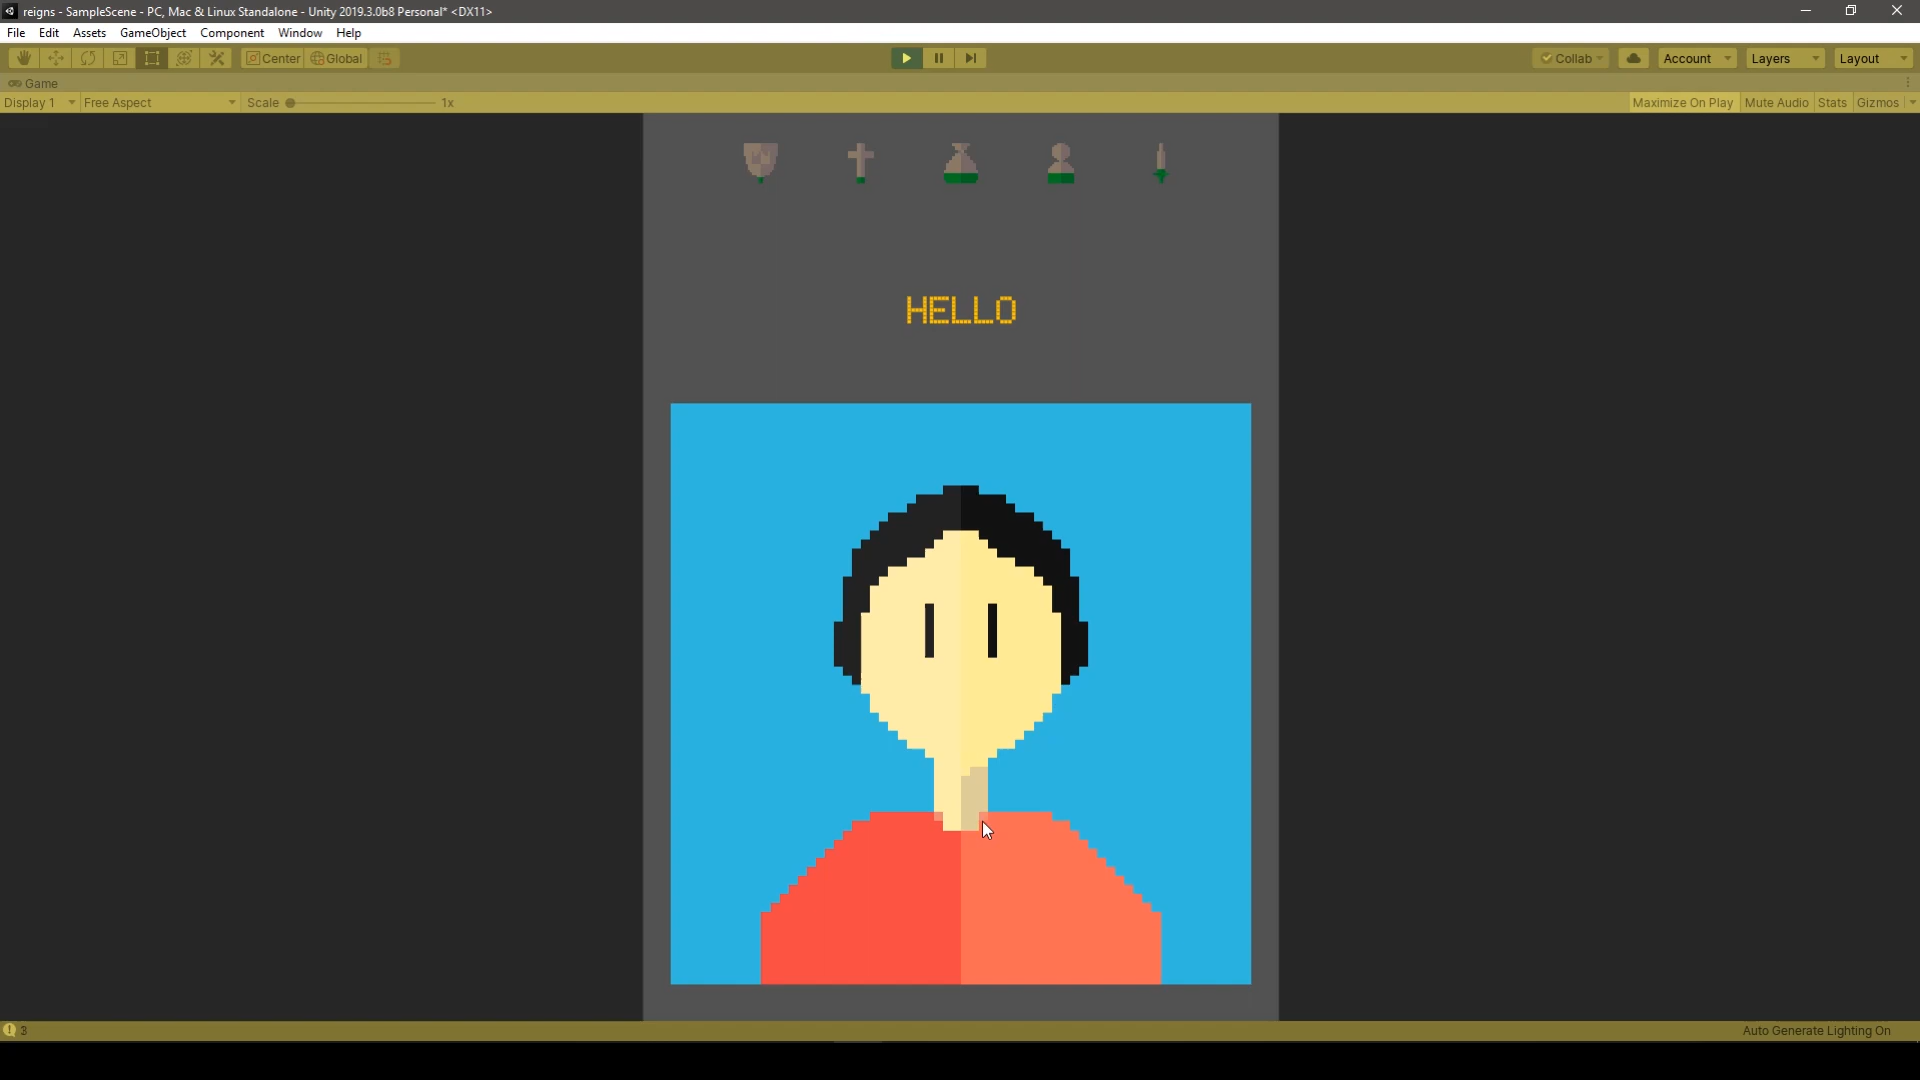 reigns - SampleScene - PC, Mac & Linux Standalone - Unity 2019.3.0b8 Personal* <DX11>
File Edit Assets GameObject Component Window Help
Center Global Collab Account Layers Layout
Game
Display 1 Free Aspect Scale 1x Maximize On Play Mute Audio Stats Gizmos
HELLO
3 Auto Generate Lighting On